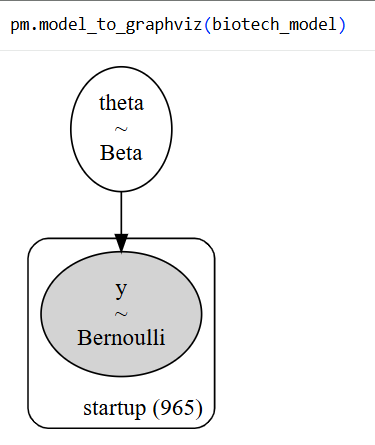 pm.model_to_graphviz(biotech_model)
theta
~
Beta
y
~
Bernoulli
startup (965)